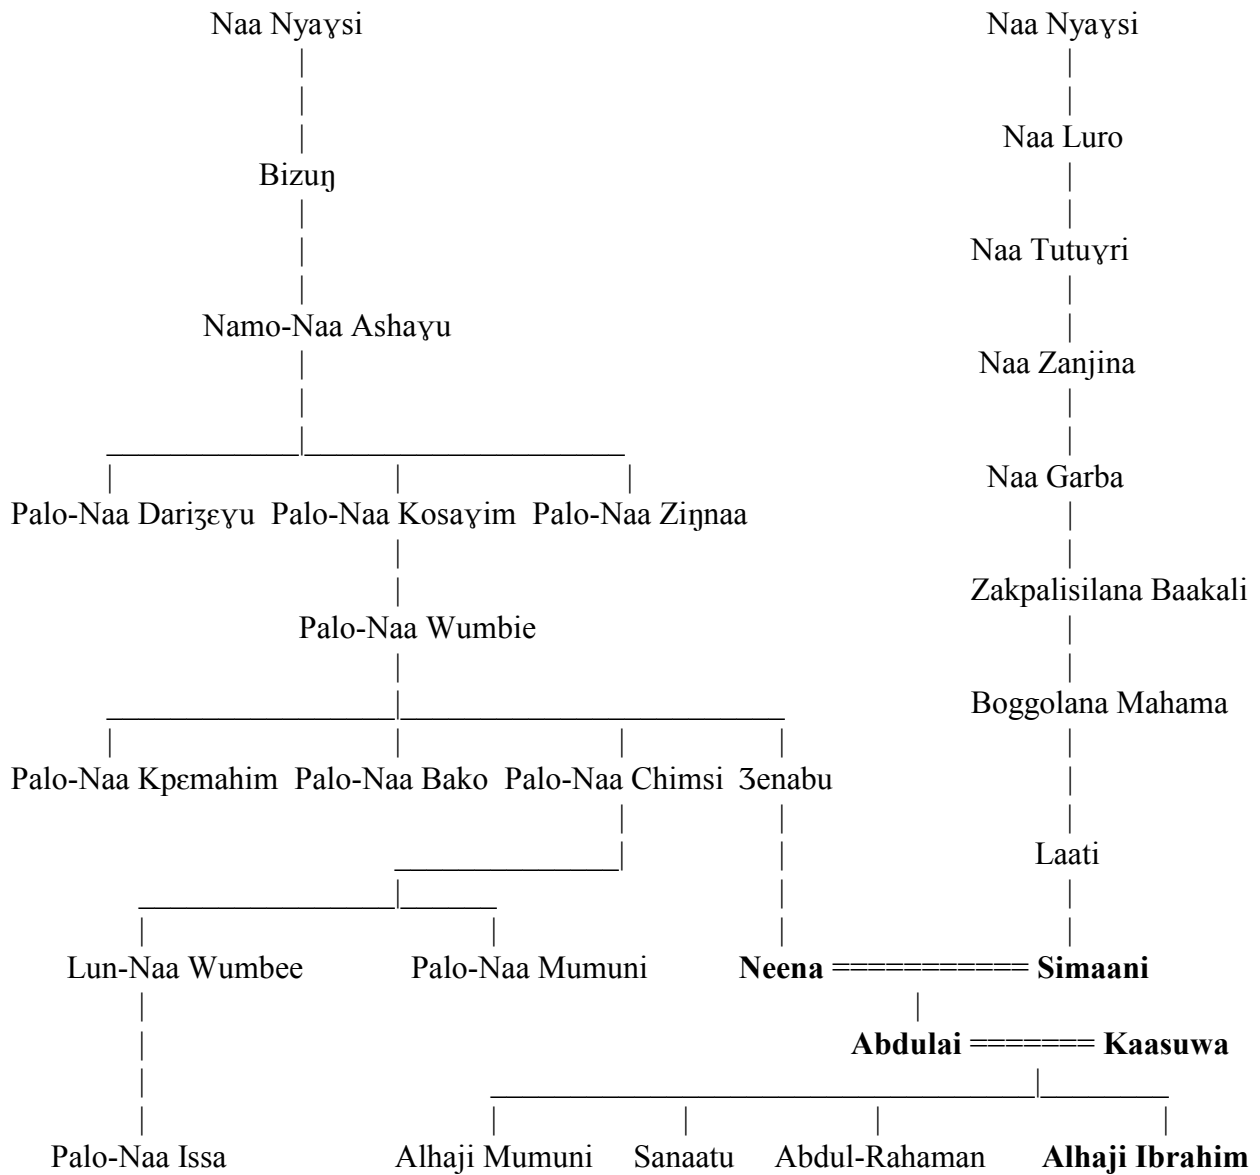 Naa Nyaɣsi Naa Nyaɣsi
Naa Luro
Bizuŋ
Naa Tutuɣri
Namo-Naa Ashaɣu
Naa Zanjina
Naa Garba
Palo-Naa Dariʒɛɣu Palo-Naa Kosaɣim Palo-Naa Ziŋnaa
Zakpalisilana Baakali
Palo-Naa Wumbie
Boggolana Mahama
Palo-Naa Kpɛmahim Palo-Naa Bako Palo-Naa Chimsi Ʒenabu
Laati
Lun-Naa Wumbee Palo-Naa Mumuni Neena =========== Simaani
Abdulai ======= Kaasuwa
Palo-Naa Issa Alhaji Mumuni Sanaatu Abdul-Rahaman Alhaji Ibrahim